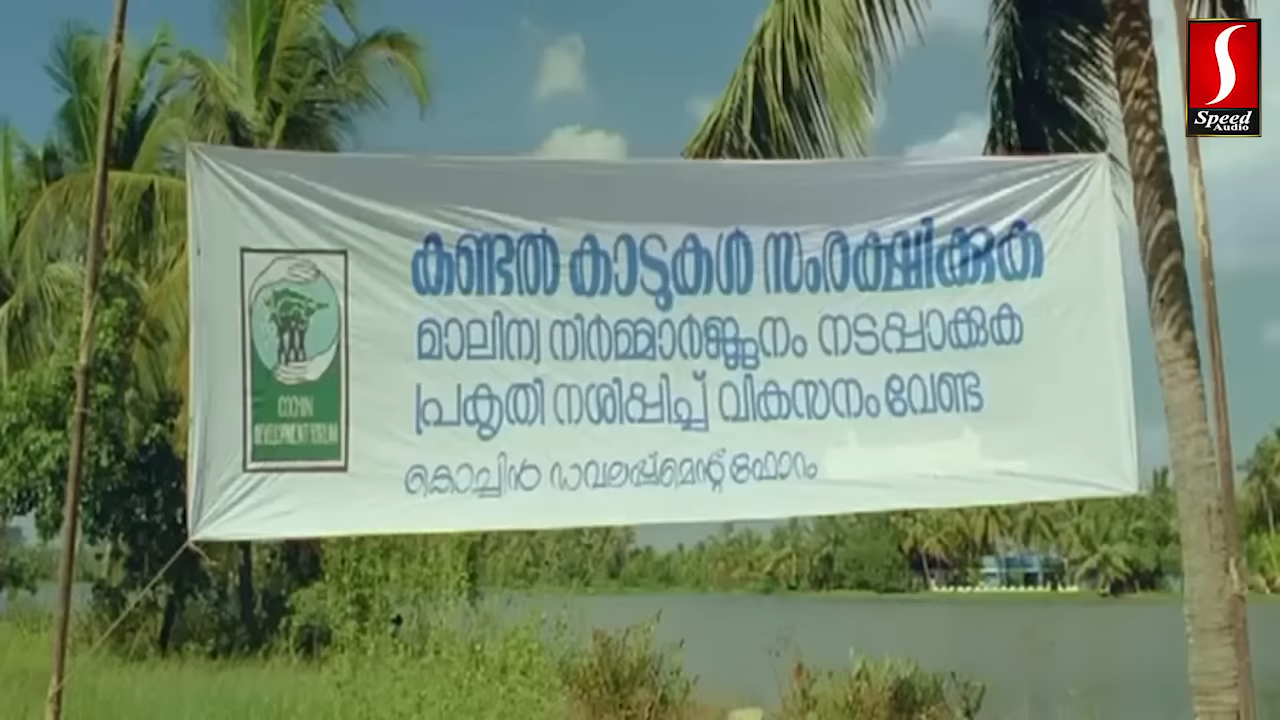 കണ്ടൽ കാടുകൾ സംരക്ഷിക്കുക
മാലിന്യ നിർമ്മാർജ്ജനം നടപ്പാക്കുക
പ്രകൃതി നശിപ്പിച്ച് വികസനം വേണ്ട
കൊച്ചിൻ ഡവലപ്പ്മെന്റ് ഫോറം
COCHIN
DEVELOPMENT FORUM
S
Speed
Audio